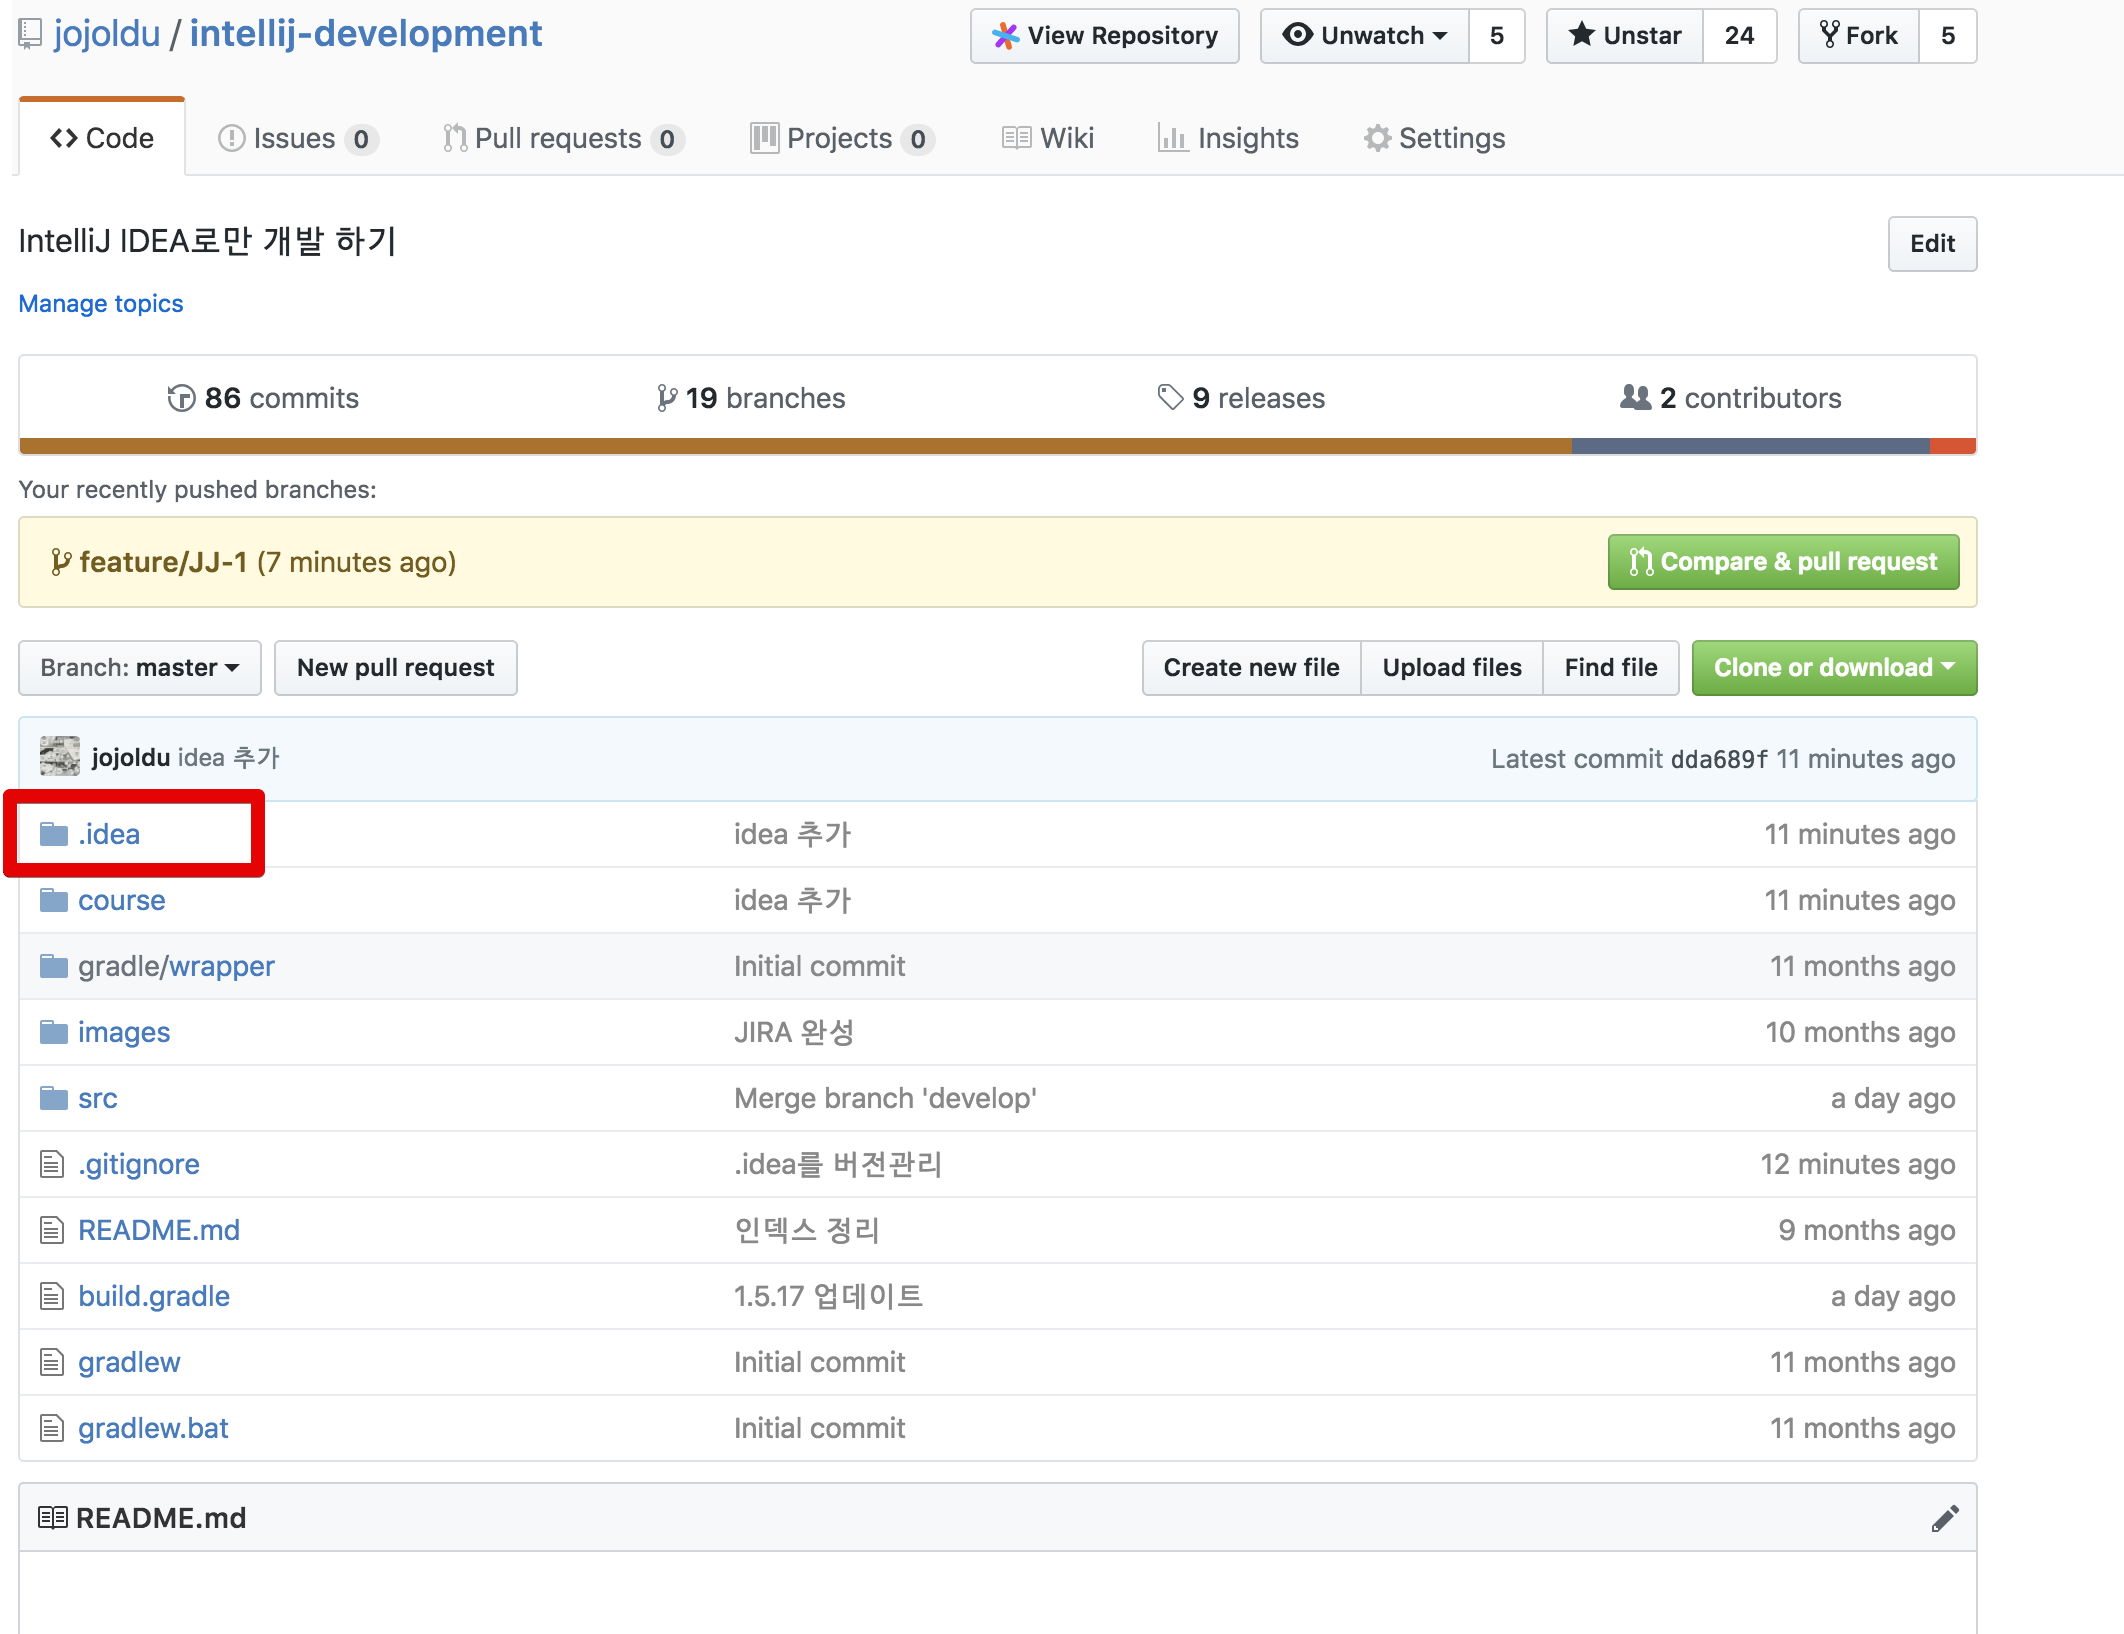 jojoldu / intellij-development View Repository Unwatch 5 Unstar 24 Fork 5
Code Issues 0 Pull requests 0 Projects 0 Wiki Insights Settings
IntelliJ IDEA로만 개발 하기 Edit
Manage topics
86 commits 19 branches 9 releases 2 contributors
Your recently pushed branches:
feature/JJ-1 (7 minutes ago) Compare & pull request
Branch: master New pull request Create new file Upload files Find file Clone or download
jojoldu idea 추가 Latest commit dda689f 11 minutes ago
.idea idea 추가 11 minutes ago
course idea 추가 11 minutes ago
gradle/wrapper Initial commit 11 months ago
images JIRA 완성 10 months ago
src Merge branch 'develop' a day ago
.gitignore .idea를 버전관리 12 minutes ago
README.md 인덱스 정리 9 months ago
build.gradle 1.5.17 업데이트 a day ago
gradlew Initial commit 11 months ago
gradlew.bat Initial commit 11 months ago
README.md